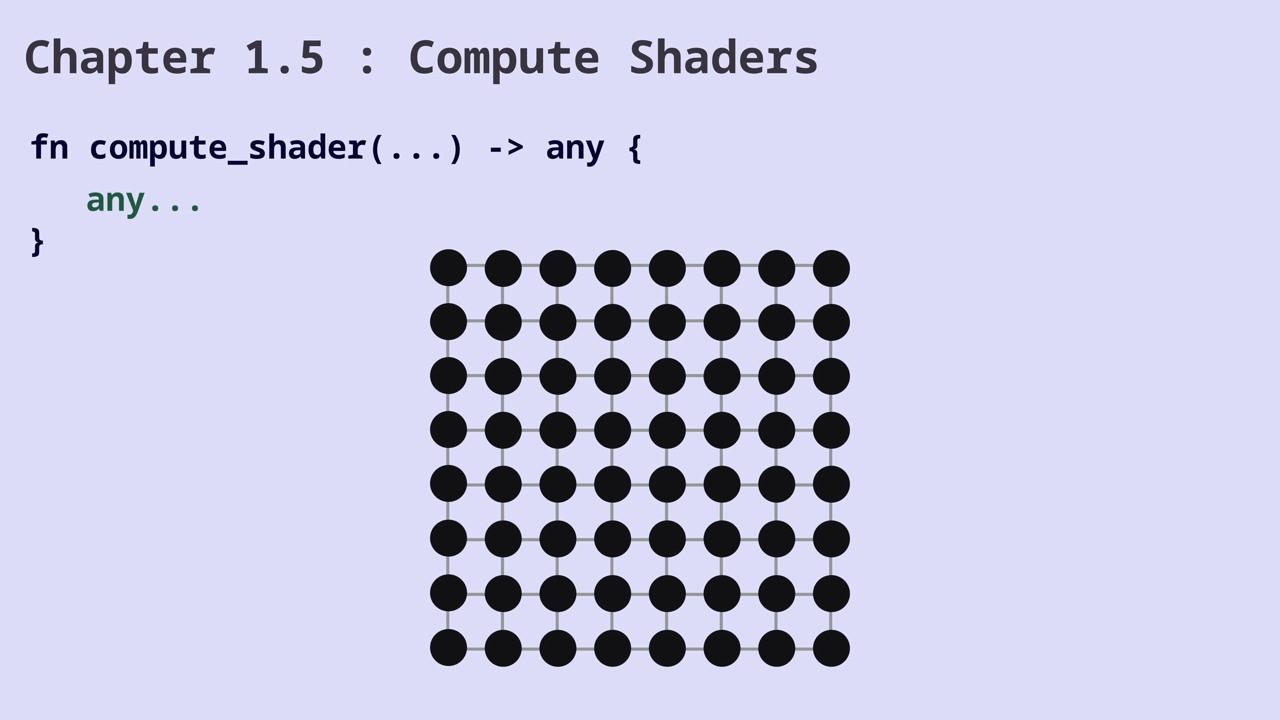 Chapter 1.5 : Compute Shaders
fn compute_shader(...) -> any {
any...
}